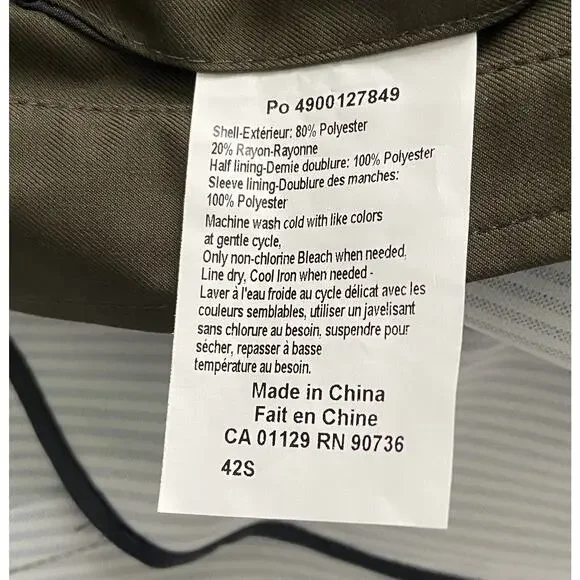 Po 4900127849
Shell-Extérieur: 80% Polyester
20% Rayon-Rayonne
Half lining-Demie doublure: 100% Polyester
Sleeve lining-Doublure des manches:
100% Polyester
Machine wash cold with like colors
at gentle cycle,
Only non-chlorine Bleach when needed,
Line dry, Cool Iron when needed -
Laver à l'eau froide au cycle délicat avec les
couleurs semblables, utiliser un javelisant
sans chlorure au besoin, suspendre pour
sécher, repasser à basse
température au besoin.
Made in China
Fait en Chine
CA 01129 RN 90736
42S